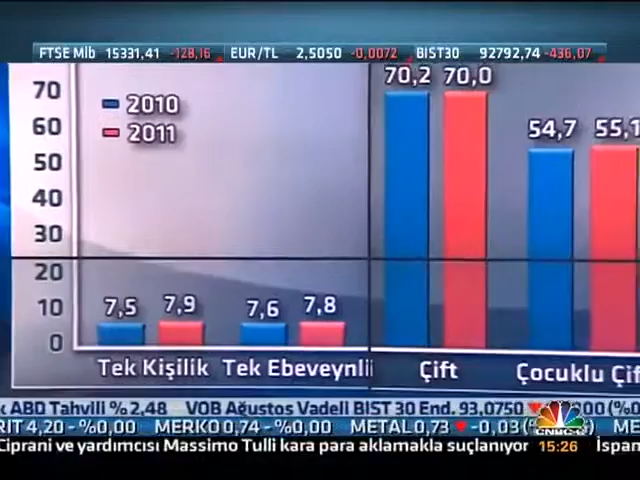 FTSE Mib 15331,41 -128,16 EUR/TL 2,5050 -0,0072 BIST30 92792,74 -436,07
70
60
50
40
30
20
10
0
2010
2011
7,5 7,9 7,6 7,8 70,2 70,0 54,7 55,1
Tek Kişilik Tek Ebeveynli Çift Çocuklu Çif
ABD Tahvili %2,48 VOB Ağustos Vadeli BIST 30 End. 93,0750
RIT 4,20 -%0,00 MERKO 0,74 -%0,00 METAL 0,73 -0,03 (%
CNBC-e
Ciprani ve yardımcısı Massimo Tulli kara para aklamakla suçlanıyor 15:26 İspan